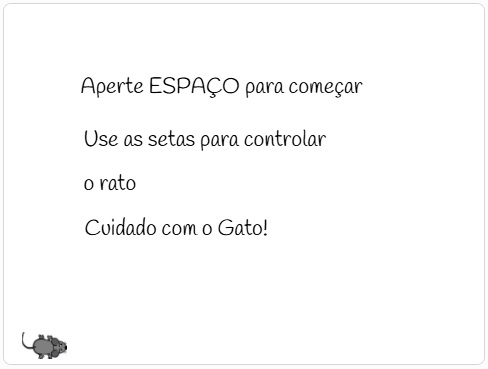 Aperte ESPAÇO para começar
Use as setas para controlar
o rato
Cuidado com o Gato!